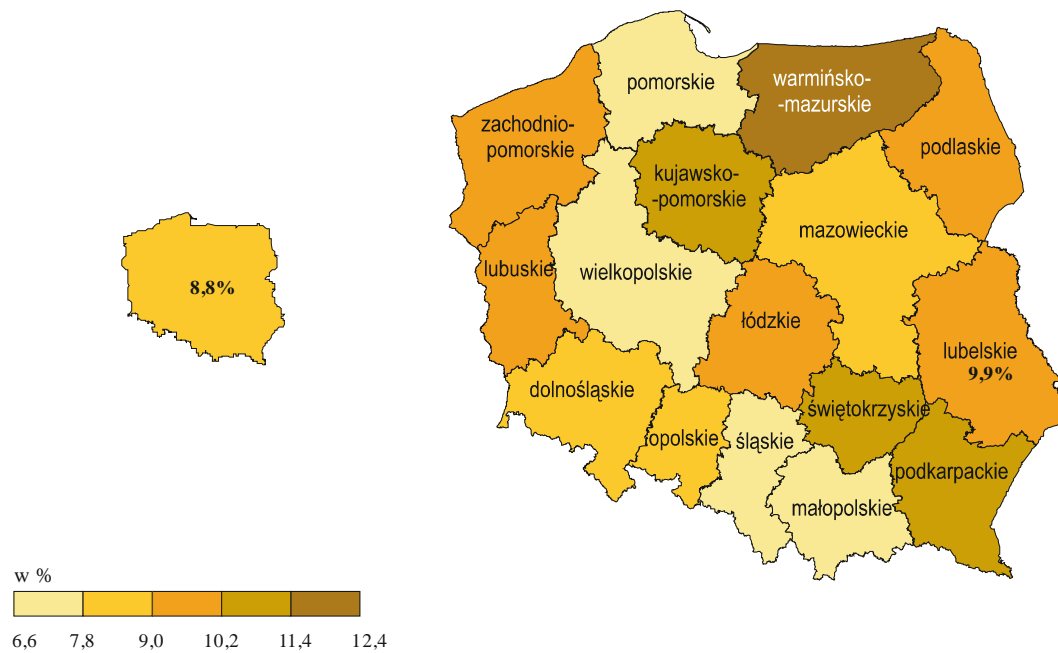 pomorskie
warmińsko-
-mazurskie
zachodnio-
pomorskie
podlaskie
kujawsko-
-pomorskie
mazowieckie
lubuskie
wielkopolskie
8,8%
łódzkie
lubelskie
9,9%
dolnośląskie
świętokrzyskie
opolskie
śląskie
podkarpackie
małopolskie
w %
6,6 7,8 9,0 10,2 11,4 12,4